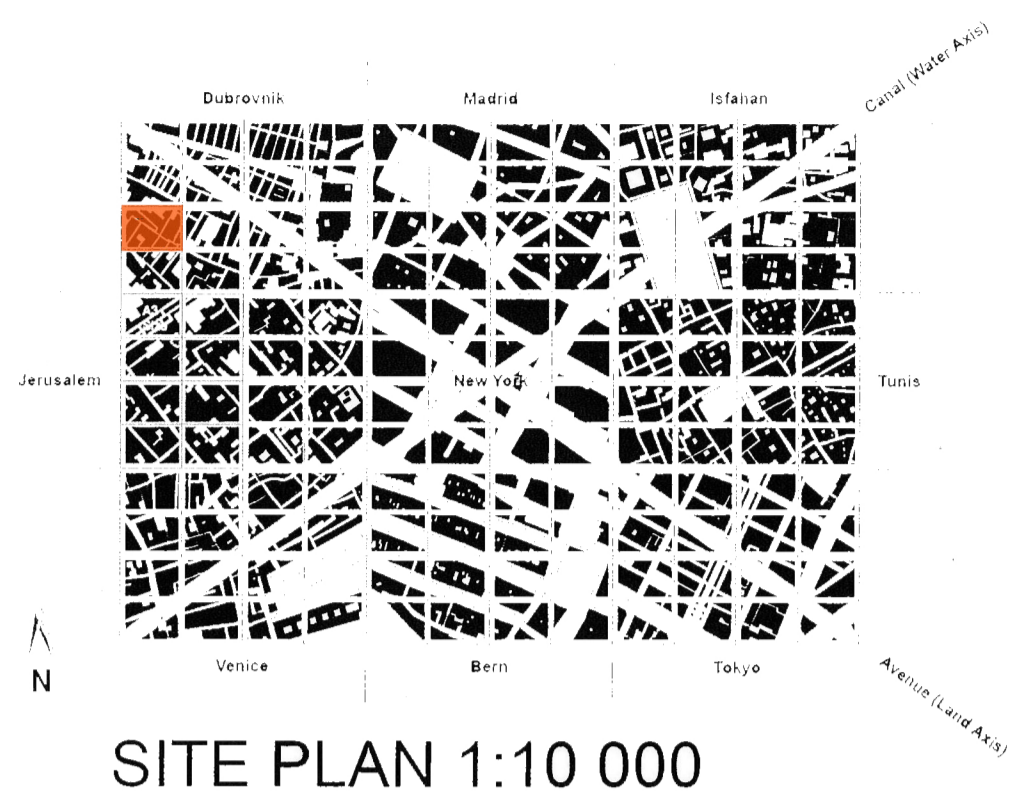 Canal (Water Axis)
Dubrovnik
Madrid
Isfahan
Jerusalem
New York
Tunis
Venice
Bern
Tokyo
Avenue (Land Axis)
N
SITE PLAN 1:10 000